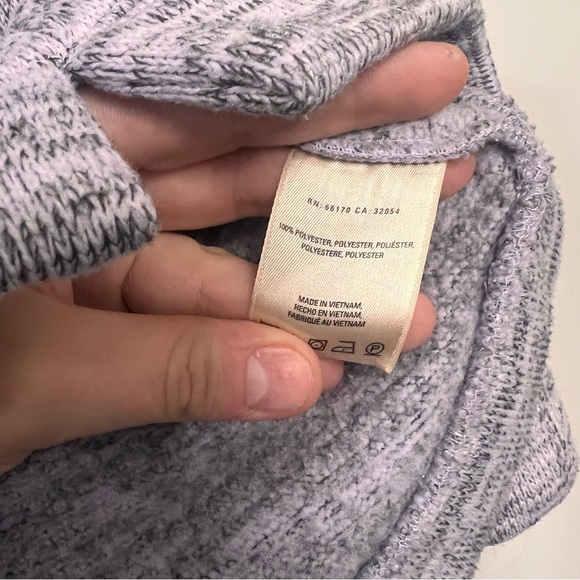 RN: 66170 CA: 32054
100% POLYESTER, POLYESTER, POLIÉSTER,
POLYESTERE, POLYESTER
MADE IN VIETNAM,
HECHO EN VIETNAM,
FABRIQUÉ AU VIETNAM
P